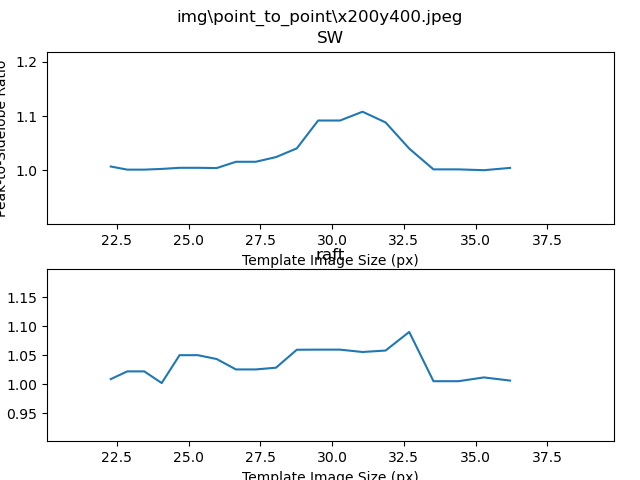 img\point_to_point\x200y400.jpeg
SW
Peak-to-Sidelobe Ratio
1.2
1.1
1.0
22.5 25.0 27.5 30.0 32.5 35.0 37.5
Template Image Size (px)
raft
1.15
1.10
1.05
1.00
0.95
22.5 25.0 27.5 30.0 32.5 35.0 37.5
Template Image Size (px)